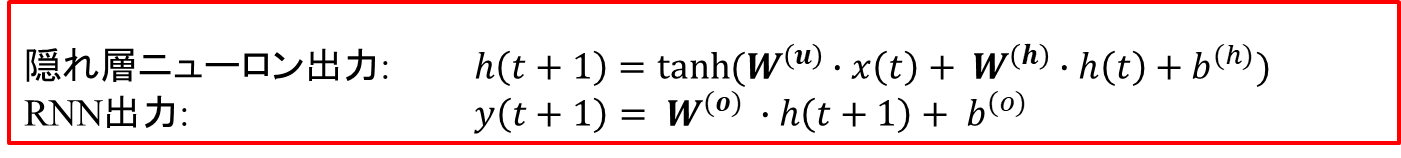 隠れ層ニューロン出力: h(t + 1) = tanh(W^(u) · x(t) + W^(h) · h(t) + b^(h))
RNN出力: y(t + 1) = W^(o) · h(t + 1) + b^(o)